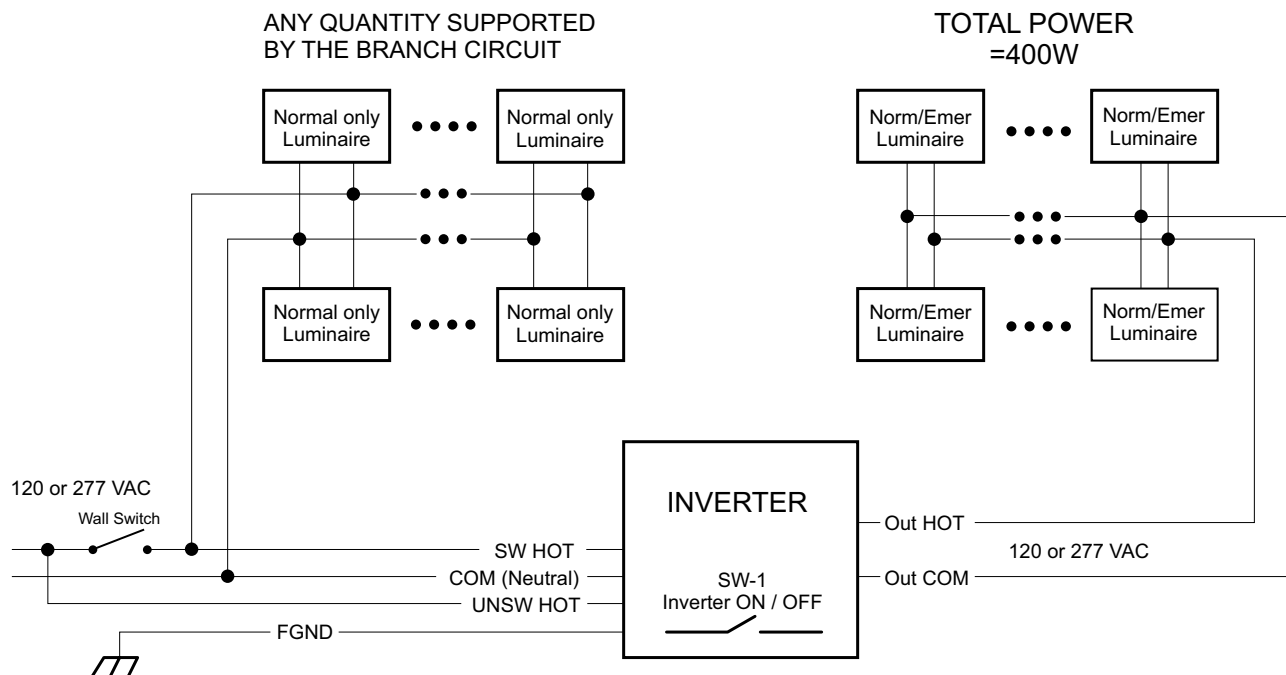 ANY QUANTITY SUPPORTED
BY THE BRANCH CIRCUIT
TOTAL POWER
=400W
Normal only
Luminaire
Normal only
Luminaire
Norm/Emer
Luminaire
Norm/Emer
Luminaire
Normal only
Luminaire
Normal only
Luminaire
Norm/Emer
Luminaire
Norm/Emer
Luminaire
120 or 277 VAC
Wall Switch
SW HOT
COM (Neutral)
UNSW HOT
FGND
INVERTER
SW-1
Inverter ON / OFF
Out HOT
120 or 277 VAC
Out COM